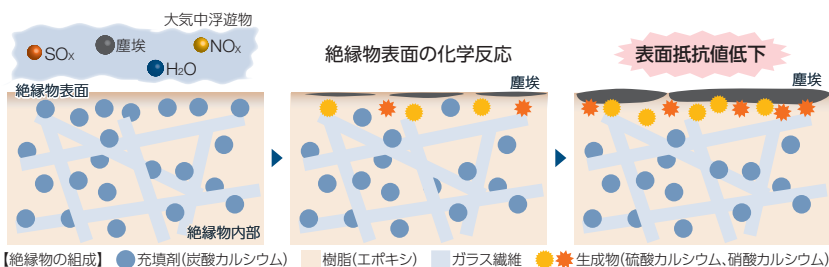 大気中浮遊物
SOx
塵埃
NOx
H₂O
絶縁物表面
絶縁物内部
絶縁物表面の化学反応
塵埃
表面抵抗値低下
塵埃
【絶縁物の組成】 充填剤(炭酸カルシウム) 樹脂(エポキシ) ガラス繊維 生成物(硫酸カルシウム、硝酸カルシウム)